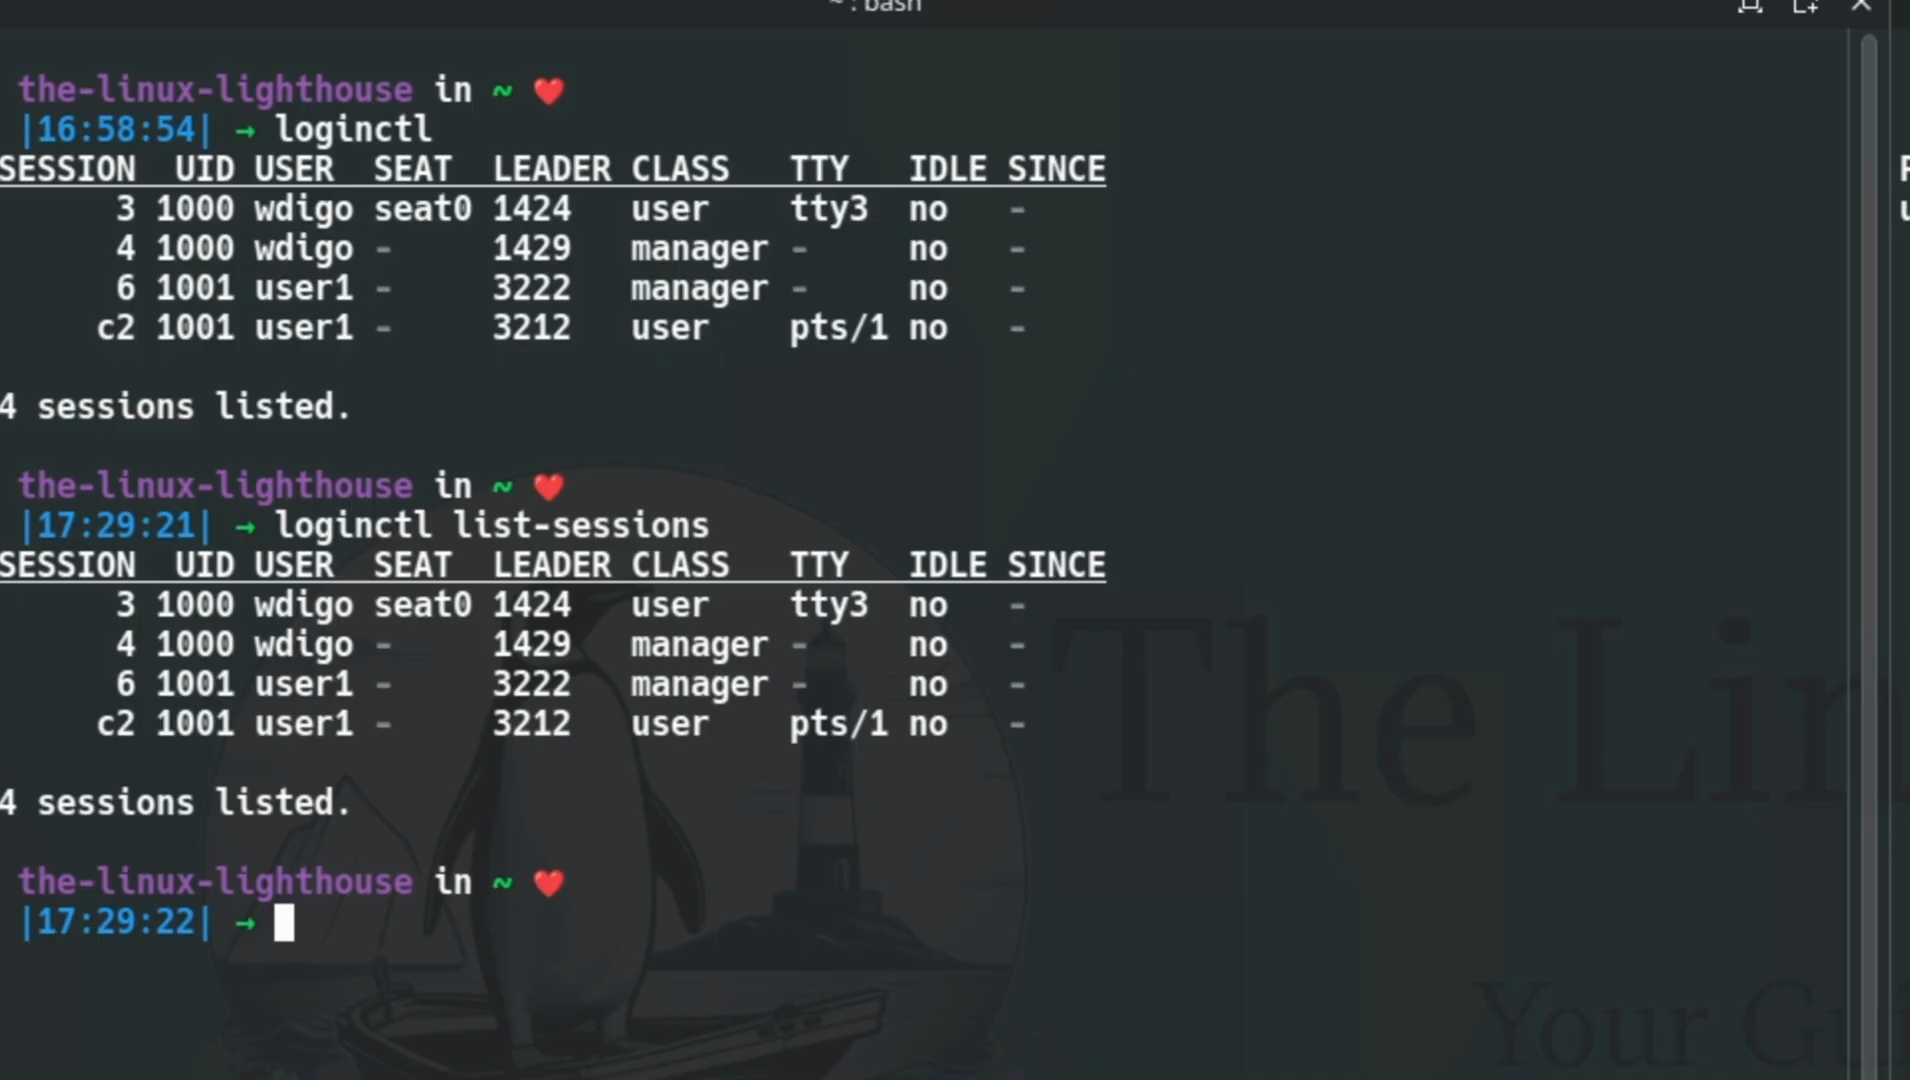 ~ : bash
the-linux-lighthouse in ~ ❤️
|16:58:54| → loginctl
SESSION UID USER SEAT LEADER CLASS TTY IDLE SINCE
3 1000 wdigo seat0 1424 user tty3 no -
4 1000 wdigo - 1429 manager - no -
6 1001 user1 - 3222 manager - no -
c2 1001 user1 - 3212 user pts/1 no -
4 sessions listed.
the-linux-lighthouse in ~ ❤️
|17:29:21| → loginctl list-sessions
SESSION UID USER SEAT LEADER CLASS TTY IDLE SINCE
3 1000 wdigo seat0 1424 user tty3 no -
4 1000 wdigo - 1429 manager - no -
6 1001 user1 - 3222 manager - no -
c2 1001 user1 - 3212 user pts/1 no -
4 sessions listed.
the-linux-lighthouse in ~ ❤️
|17:29:22| →
The Lin
Your Gui